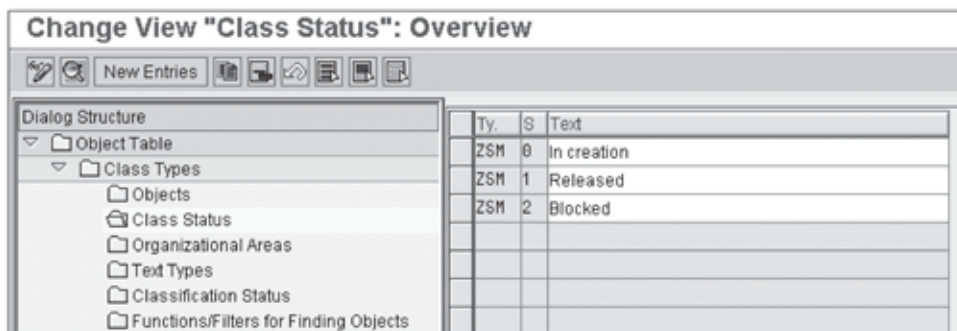 Change View "Class Status": Overview
New Entries
Dialog Structure
Object Table
Class Types
Objects
Class Status
Organizational Areas
Text Types
Classification Status
Functions/Filters for Finding Objects
Ty. S Text
ZSM 0 In creation
ZSM 1 Released
ZSM 2 Blocked